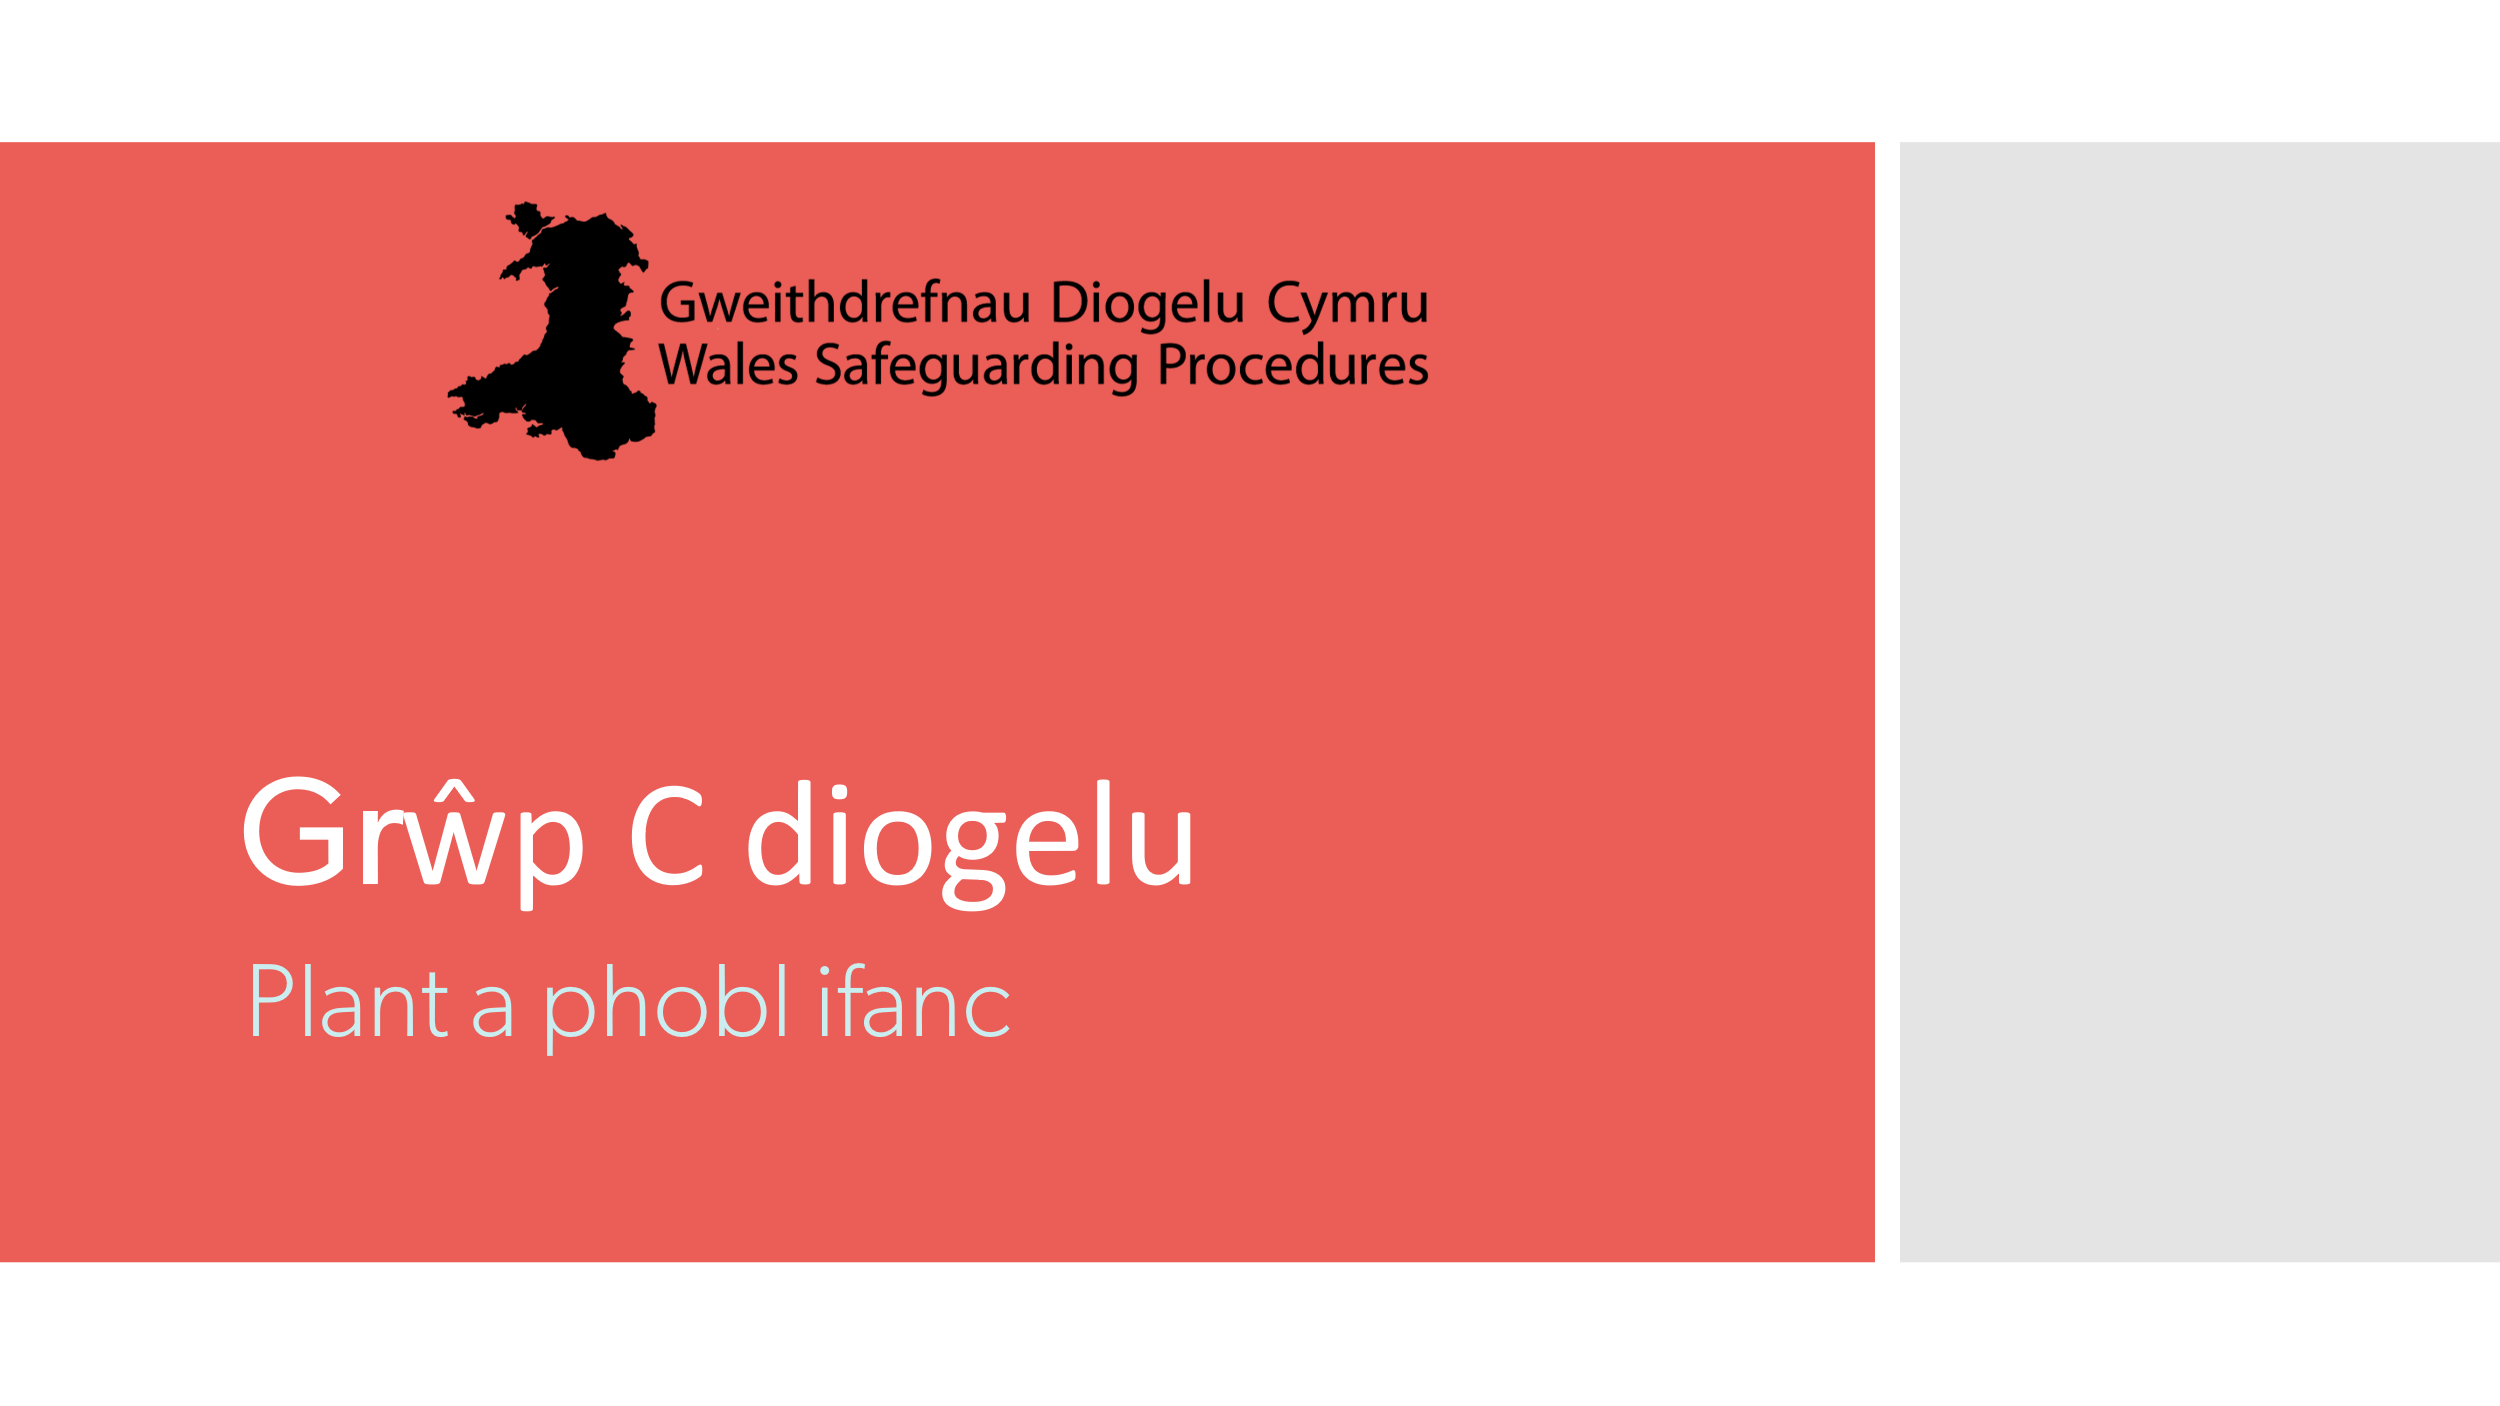 Gweithdrefnau Diogelu Cymru
Wales Safeguarding Procedures
Grŵp C diogelu
Plant a phobl ifanc